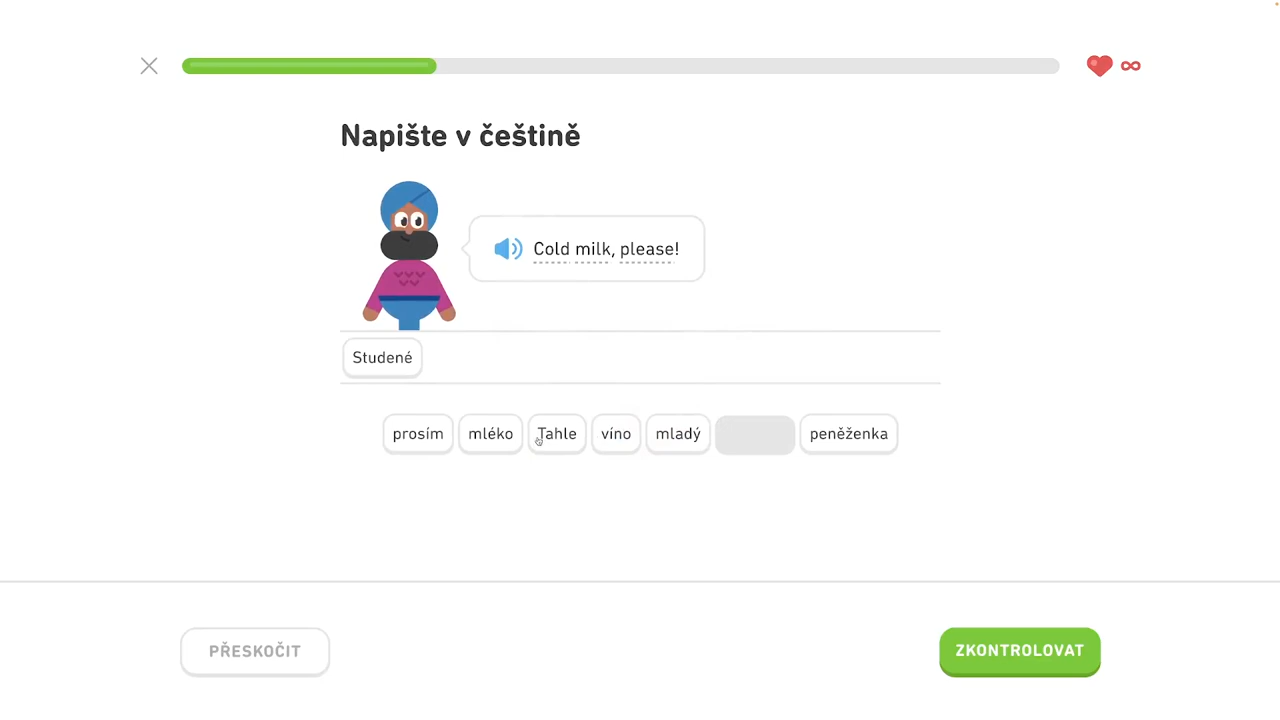 ∞
Napište v češtině
Cold milk, please!
Studené
prosím mléko Tahle víno mladý peněženka
PŘESKOČIT ZKONTROLOVAT